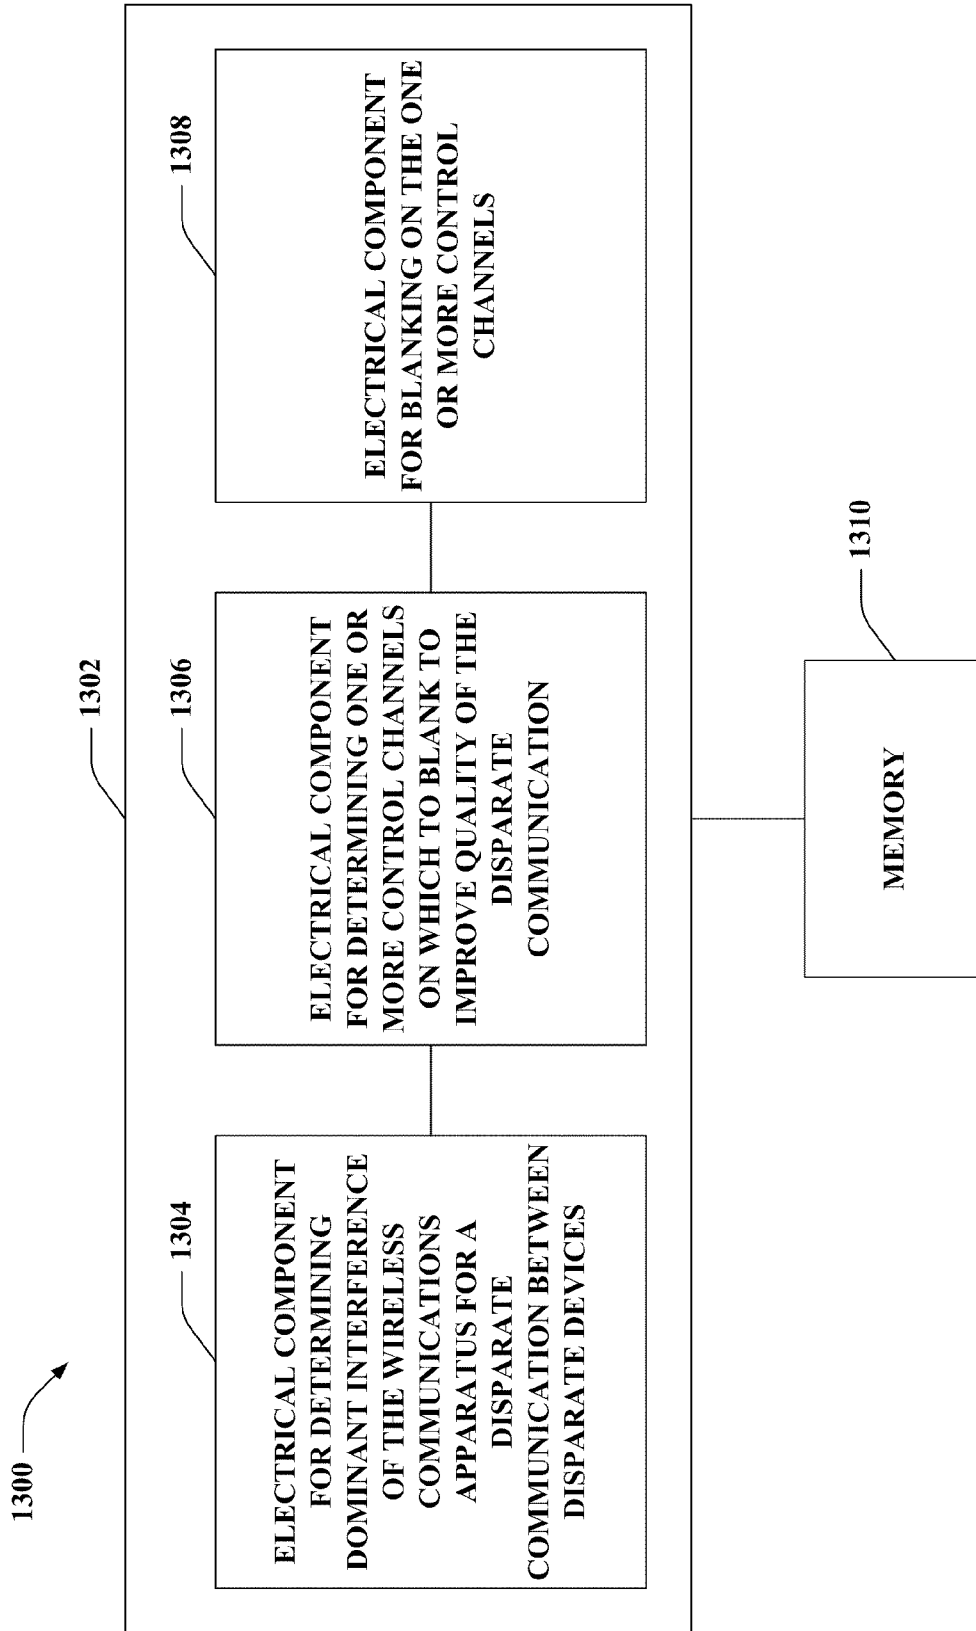 1300
1302
1304
ELECTRICAL COMPONENT
FOR DETERMINING
DOMINANT INTERFERENCE
OF THE WIRELESS
COMMUNICATIONS
APPARATUS FOR A
DISPARATE
COMMUNICATION BETWEEN
DISPARATE DEVICES
1306
ELECTRICAL COMPONENT
FOR DETERMINING ONE OR
MORE CONTROL CHANNELS
ON WHICH TO BLANK TO
IMPROVE QUALITY OF THE
DISPARATE
COMMUNICATION
1308
ELECTRICAL COMPONENT
FOR BLANKING ON THE ONE
OR MORE CONTROL
CHANNELS
1310
MEMORY